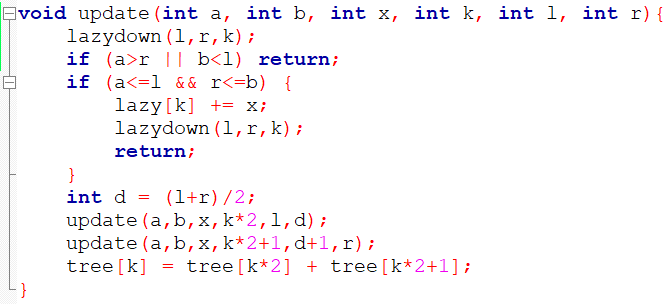 void update(int a, int b, int x, int k, int l, int r){
    lazydown(l,r,k);
    if (a>r || b<l) return;
    if (a<=l && r<=b) {
        lazy[k] += x;
        lazydown(l,r,k);
        return;
    }
    int d = (l+r)/2;
    update(a,b,x,k*2,l,d);
    update(a,b,x,k*2+1,d+1,r);
    tree[k] = tree[k*2] + tree[k*2+1];
}